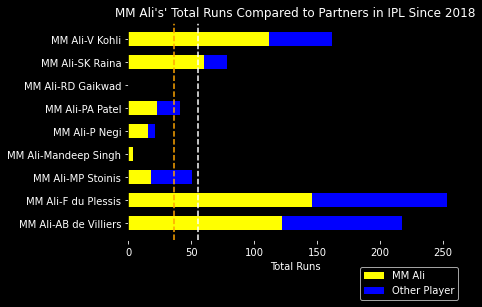 MM Ali's' Total Runs Compared to Partners in IPL Since 2018
MM Ali-V Kohli
MM Ali-SK Raina
MM Ali-RD Gaikwad
MM Ali-PA Patel
MM Ali-P Negi
MM Ali-Mandeep Singh
MM Ali-MP Stoinis
MM Ali-F du Plessis
MM Ali-AB de Villiers
0 50 100 150 200 250
Total Runs
MM Ali
Other Player